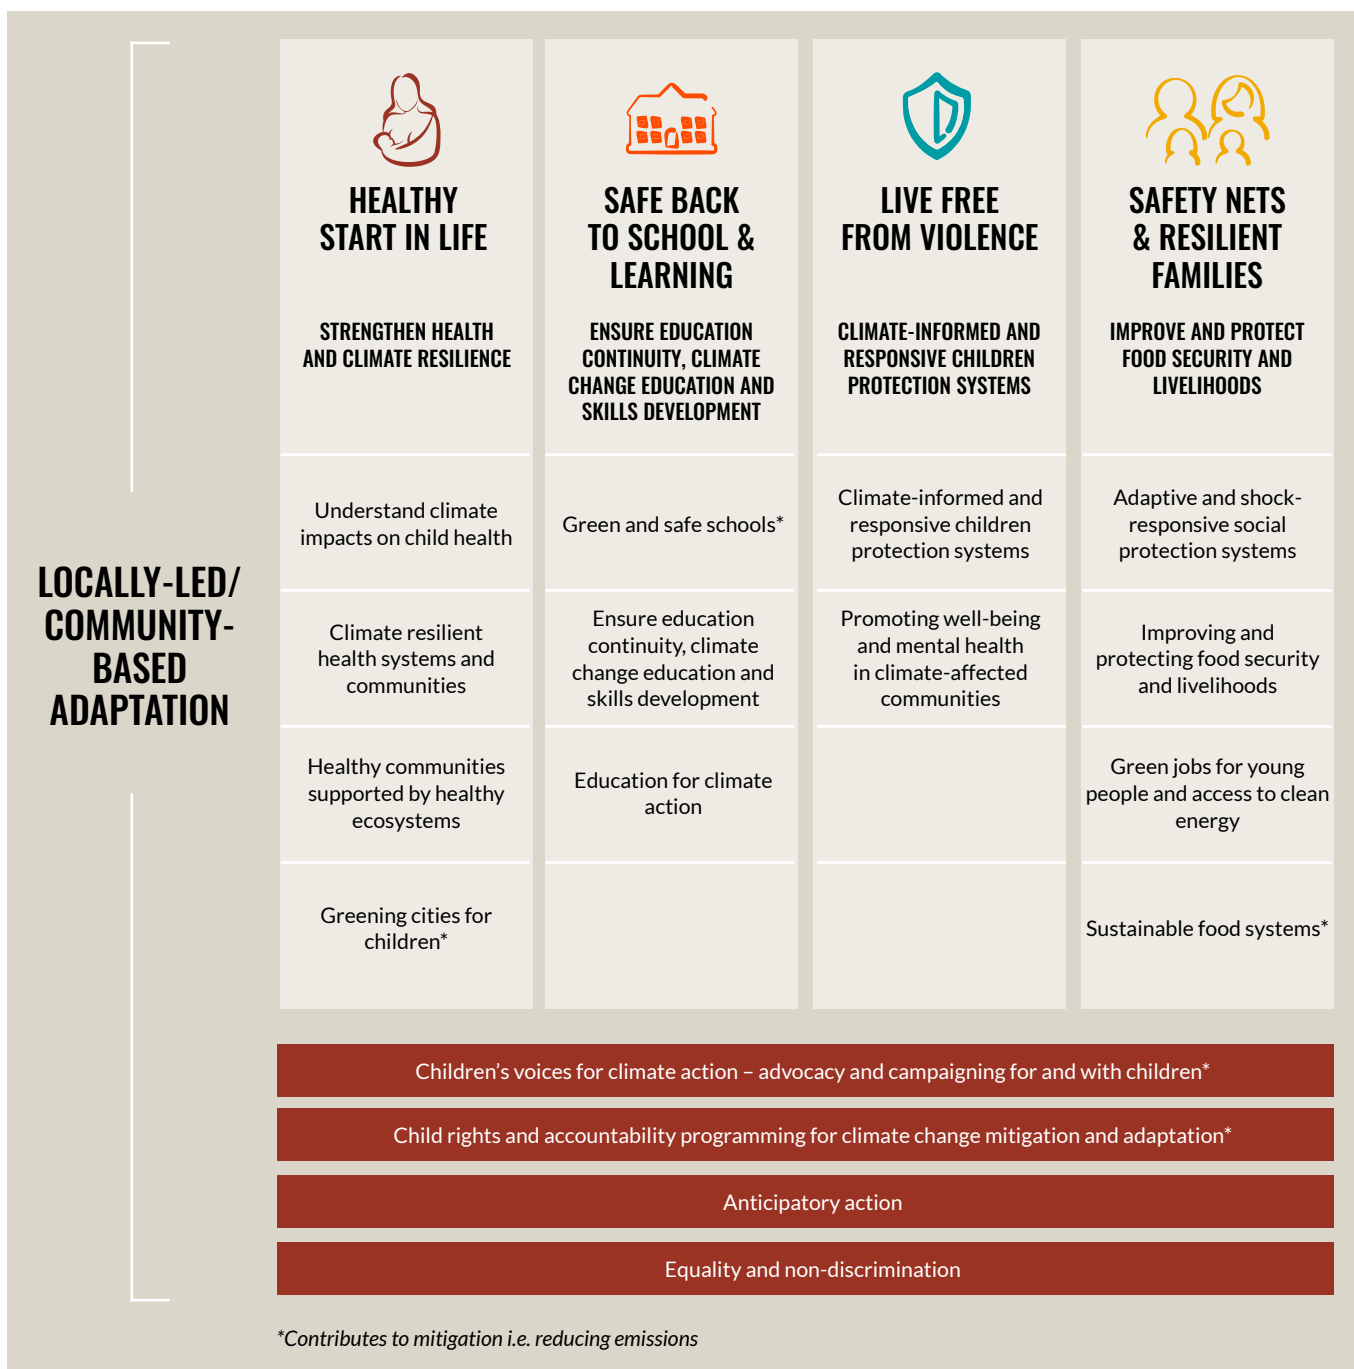 LOCALLY-LED/
COMMUNITY-
BASED
ADAPTATION
HEALTHY
START IN LIFE
STRENGTHEN HEALTH
AND CLIMATE RESILIENCE
Understand climate
impacts on child health
Climate resilient
health systems and
communities
Healthy communities
supported by healthy
ecosystems
Greening cities for
children*
SAFE BACK
TO SCHOOL &
LEARNING
ENSURE EDUCATION
CONTINUITY, CLIMATE
CHANGE EDUCATION AND
SKILLS DEVELOPMENT
Green and safe schools*
Ensure education
continuity, climate
change education and
skills development
Education for climate
action
LIVE FREE
FROM VIOLENCE
CLIMATE-INFORMED AND
RESPONSIVE CHILDREN
PROTECTION SYSTEMS
Climate-informed and
responsive children
protection systems
Promoting well-being
and mental health
in climate-affected
communities
SAFETY NETS
& RESILIENT
FAMILIES
IMPROVE AND PROTECT
FOOD SECURITY AND
LIVELIHOODS
Adaptive and shock-
responsive social
protection systems
Improving and
protecting food security
and livelihoods
Green jobs for young
people and access to clean
energy
Sustainable food systems*
Children’s voices for climate action – advocacy and campaigning for and with children*
Child rights and accountability programming for climate change mitigation and adaptation*
Anticipatory action
Equality and non-discrimination
*Contributes to mitigation i.e. reducing emissions